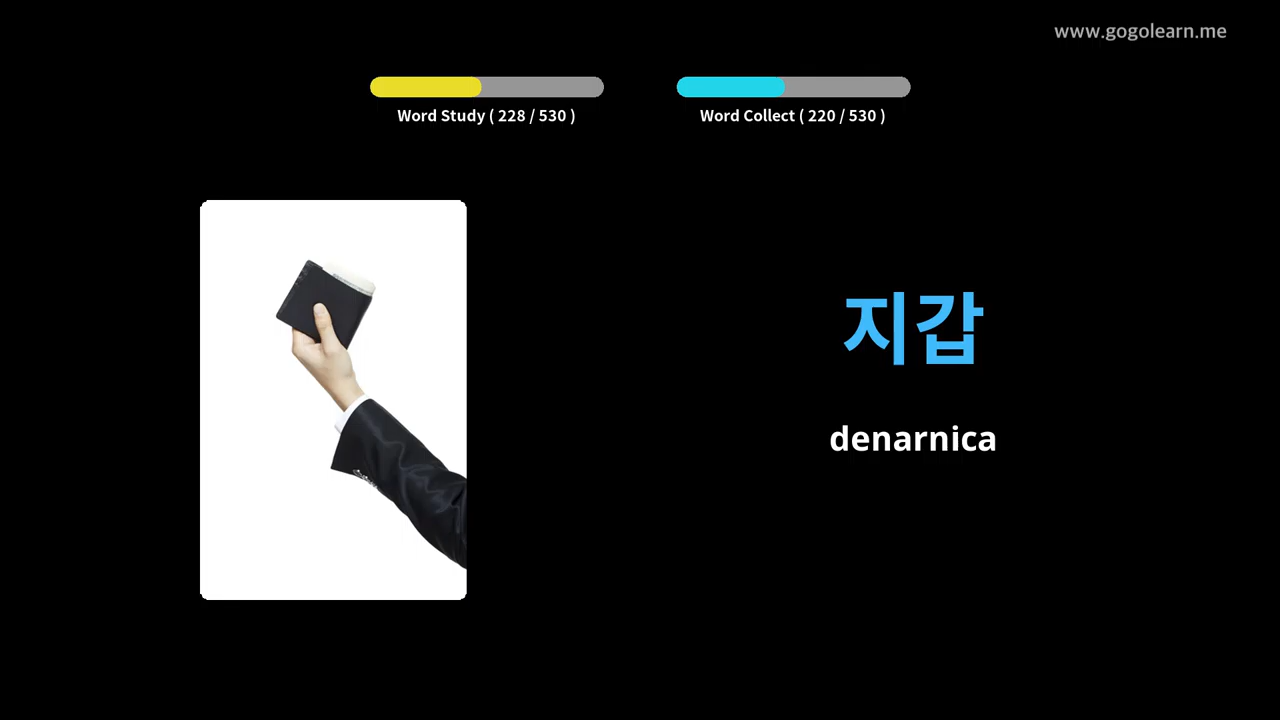 www.gogolearn.me
Word Study ( 228 / 530 )
Word Collect ( 220 / 530 )
지갑
denarnica